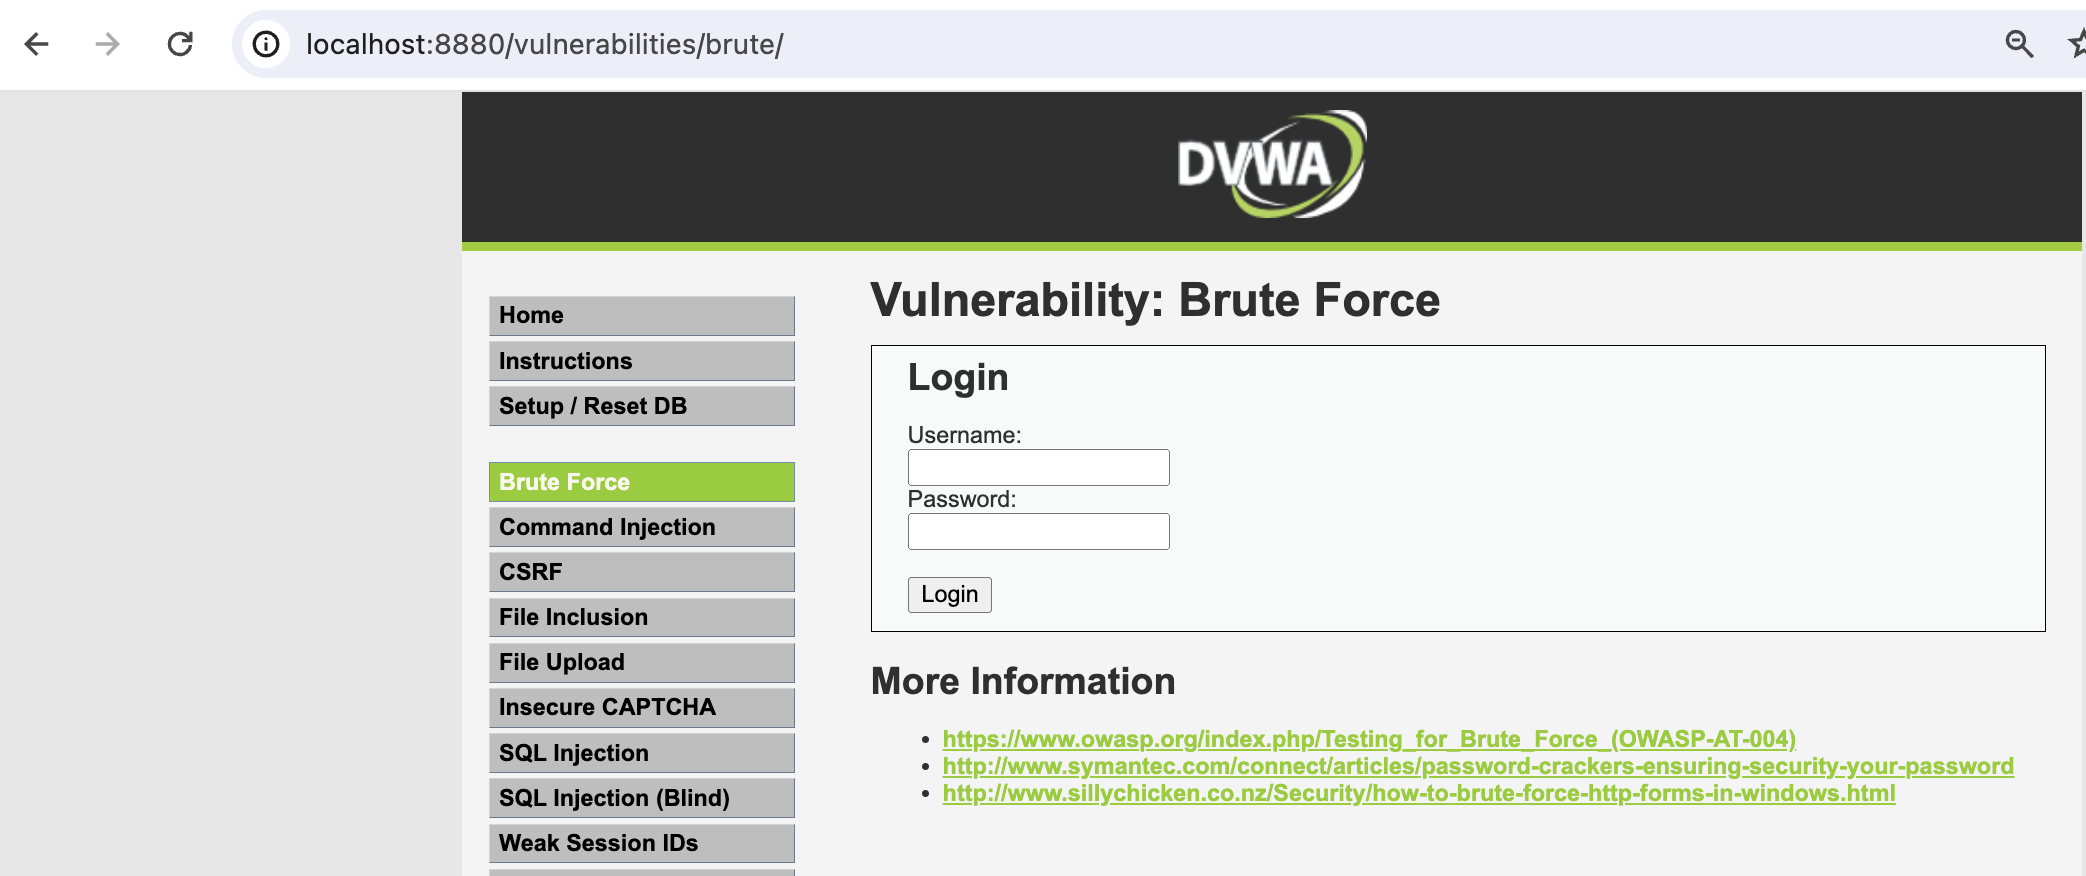 localhost:8880/vulnerabilities/brute/
DVWA
Home
Instructions
Setup / Reset DB
Brute Force
Command Injection
CSRF
File Inclusion
File Upload
Insecure CAPTCHA
SQL Injection
SQL Injection (Blind)
Weak Session IDs
Vulnerability: Brute Force
Login
Username:
Password:
Login
More Information
https://www.owasp.org/index.php/Testing_for_Brute_Force_(OWASP-AT-004)
http://www.symantec.com/connect/articles/password-crackers-ensuring-security-your-password
http://www.sillychicken.co.nz/Security/how-to-brute-force-http-forms-in-windows.html